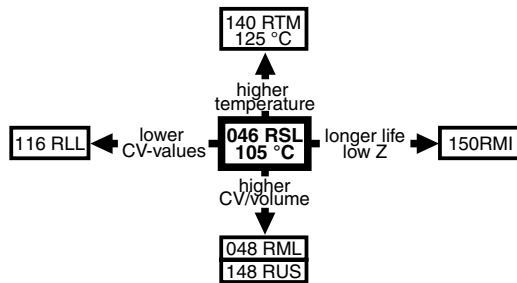 140 RTM
125 °C
higher
temperature
116 RLL
lower
CV-values
046 RSL
105 °C
longer life
low Z
150RMI
higher
CV/volume
048 RML
148 RUS